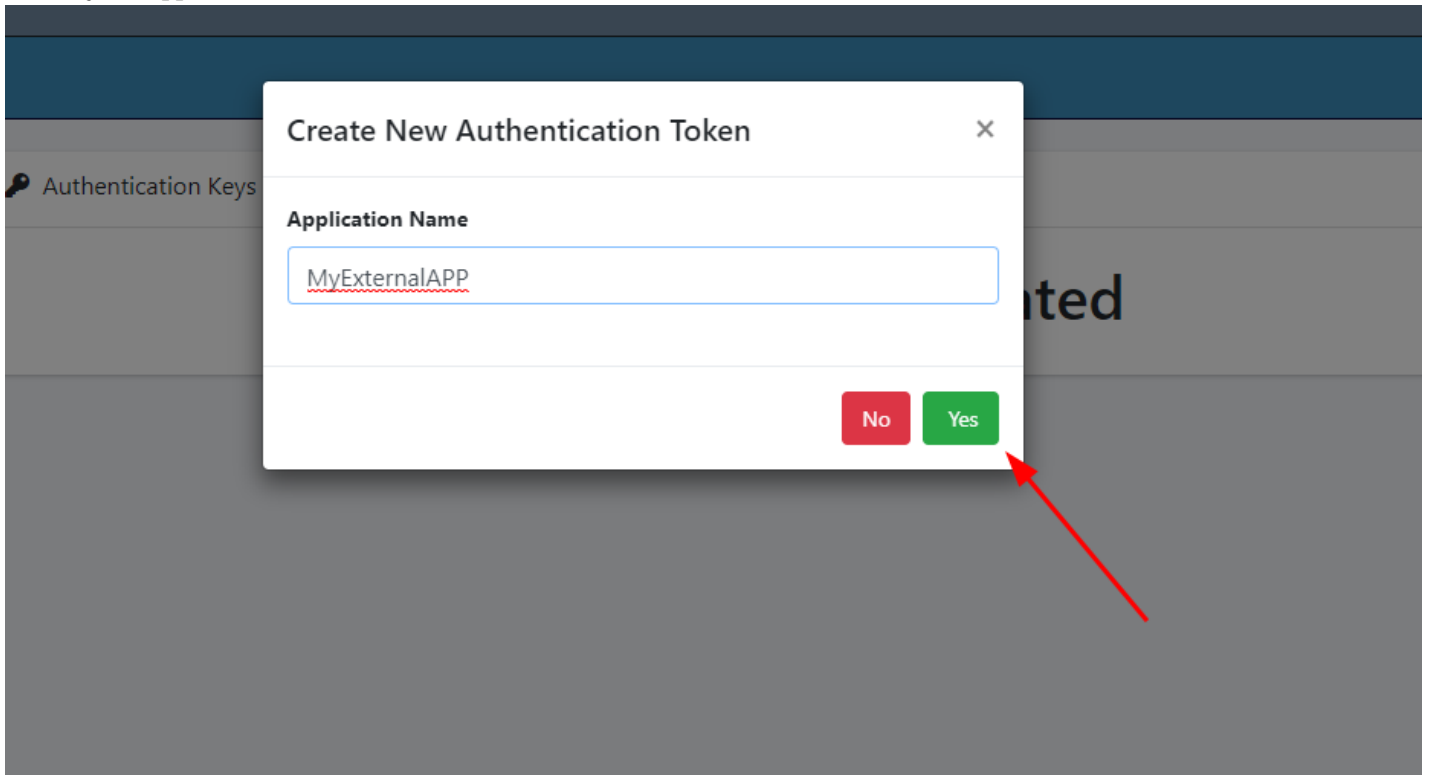 Create New Authentication Token ×
Authentication Keys
Application Name
MyExternalAPP
No Yes